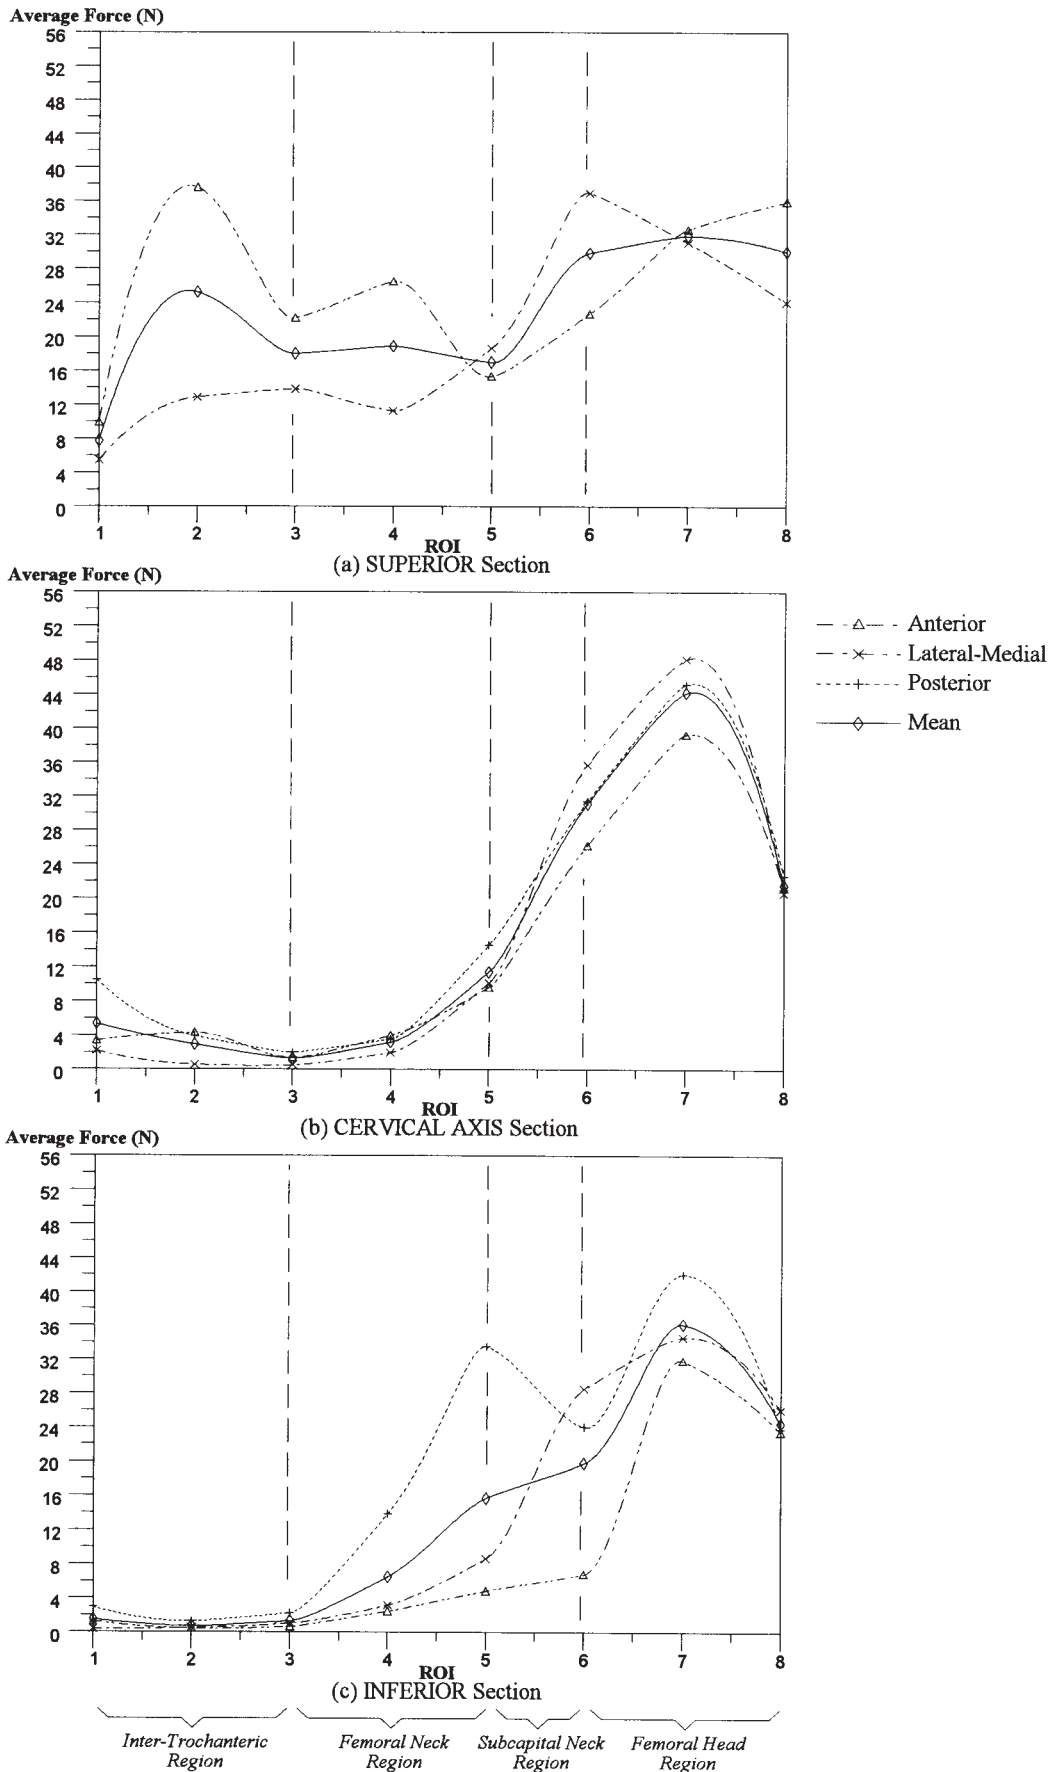 Average Force (N)
56
52
48
44
40
36
32
28
24
20
16
12
8
4
0
1 2 3 4 5 6 7 8
ROI
(a) SUPERIOR Section
Average Force (N)
56
52
48
44
40
36
32
28
24
20
16
12
8
4
0
1 2 3 4 5 6 7 8
ROI
(b) CERVICAL AXIS Section
Anterior
Lateral-Medial
Posterior
Mean
Average Force (N)
56
52
48
44
40
36
32
28
24
20
16
12
8
4
0
1 2 3 4 5 6 7 8
ROI
(c) INFERIOR Section
Inter-Trochanteric
Region
Femoral Neck
Region
Subcapital Neck
Region
Femoral Head
Region